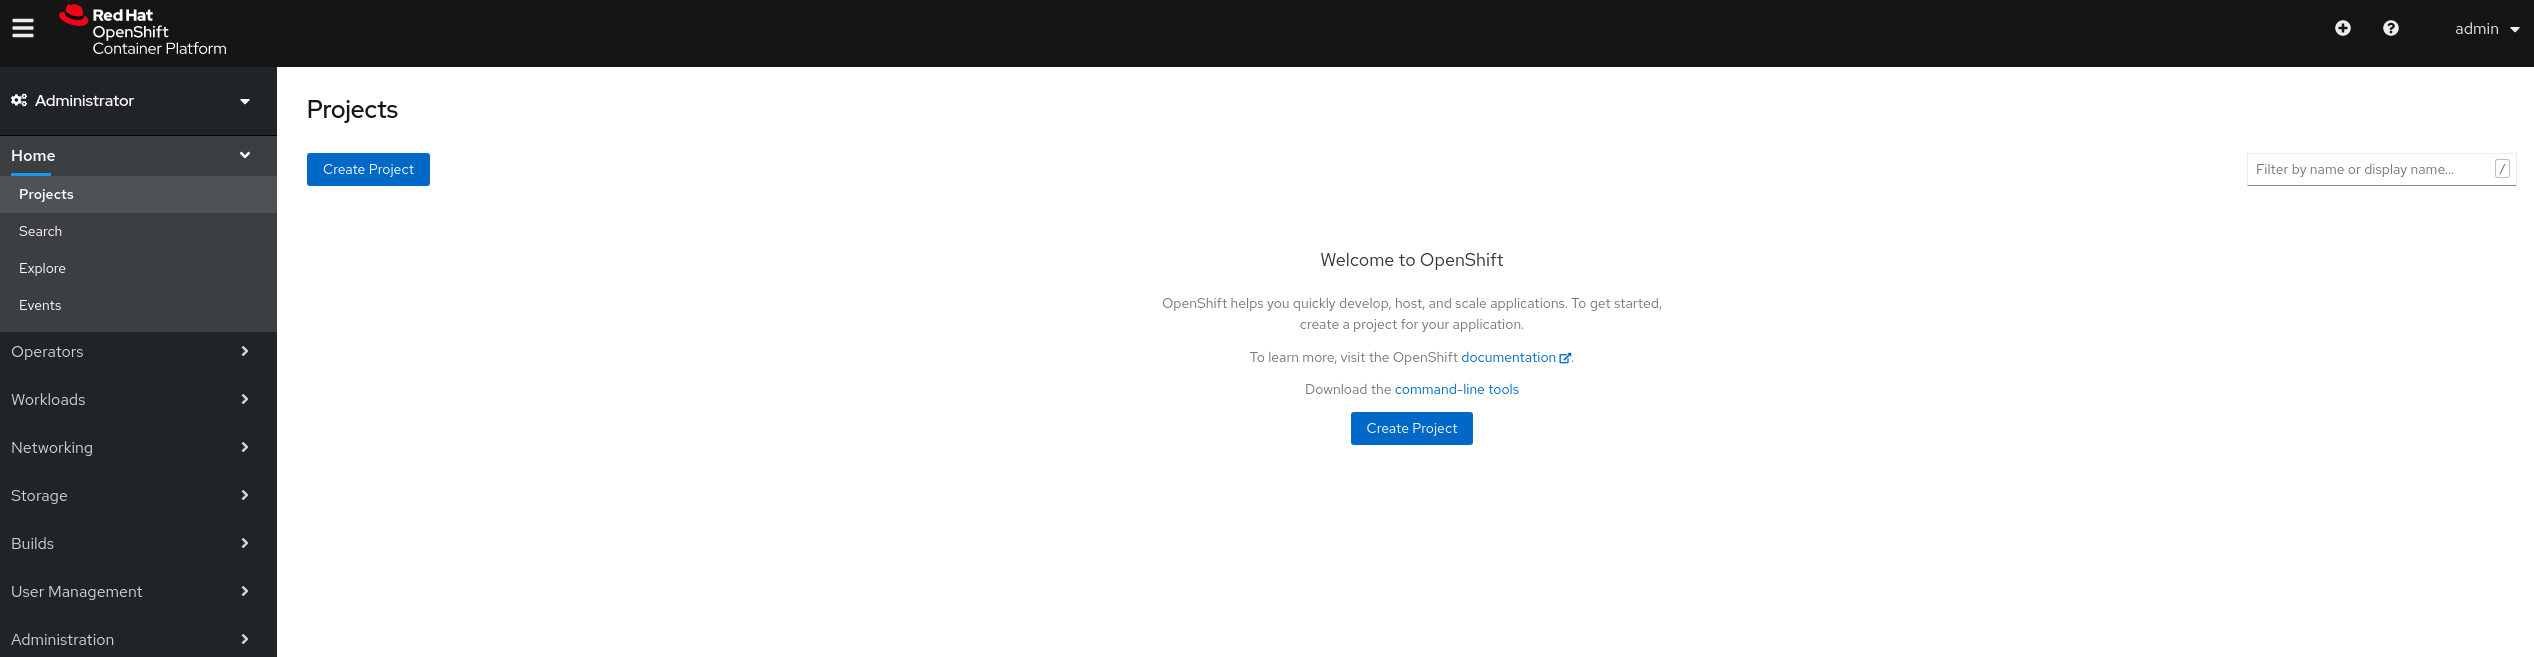 Red Hat
OpenShift
Container Platform
admin
Administrator
Home
Projects
Search
Explore
Events
Operators
Workloads
Networking
Storage
Builds
User Management
Administration
Projects
Create Project
Filter by name or display name...
/
Welcome to OpenShift
OpenShift helps you quickly develop, host, and scale applications. To get started,
create a project for your application.
To learn more, visit the OpenShift documentation.
Download the command-line tools
Create Project